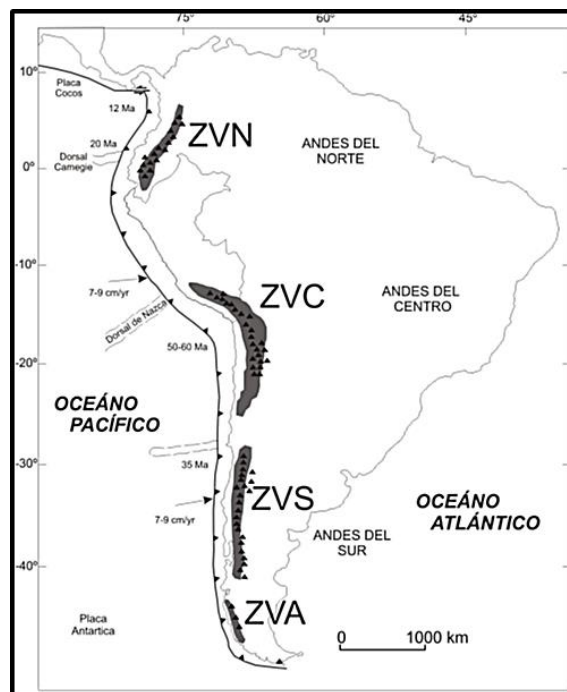 75°
60°
45°
10°
Placa
Cocos
12 Ma
ZVN
ANDES DEL
NORTE
20 Ma
0°
Dorsal
Carnegie
-10°
ZVC
7-9 cm/yr
ANDES DEL
CENTRO
Dorsal de Nazca
50-60 Ma
-20°
OCEÁNO
PACÍFICO
-30°
35 Ma
ZVS
OCEÁNO
ATLÁNTICO
7-9 cm/yr
ANDES DEL
SUR
-40°
ZVA
Placa
Antartica
0
1000 km